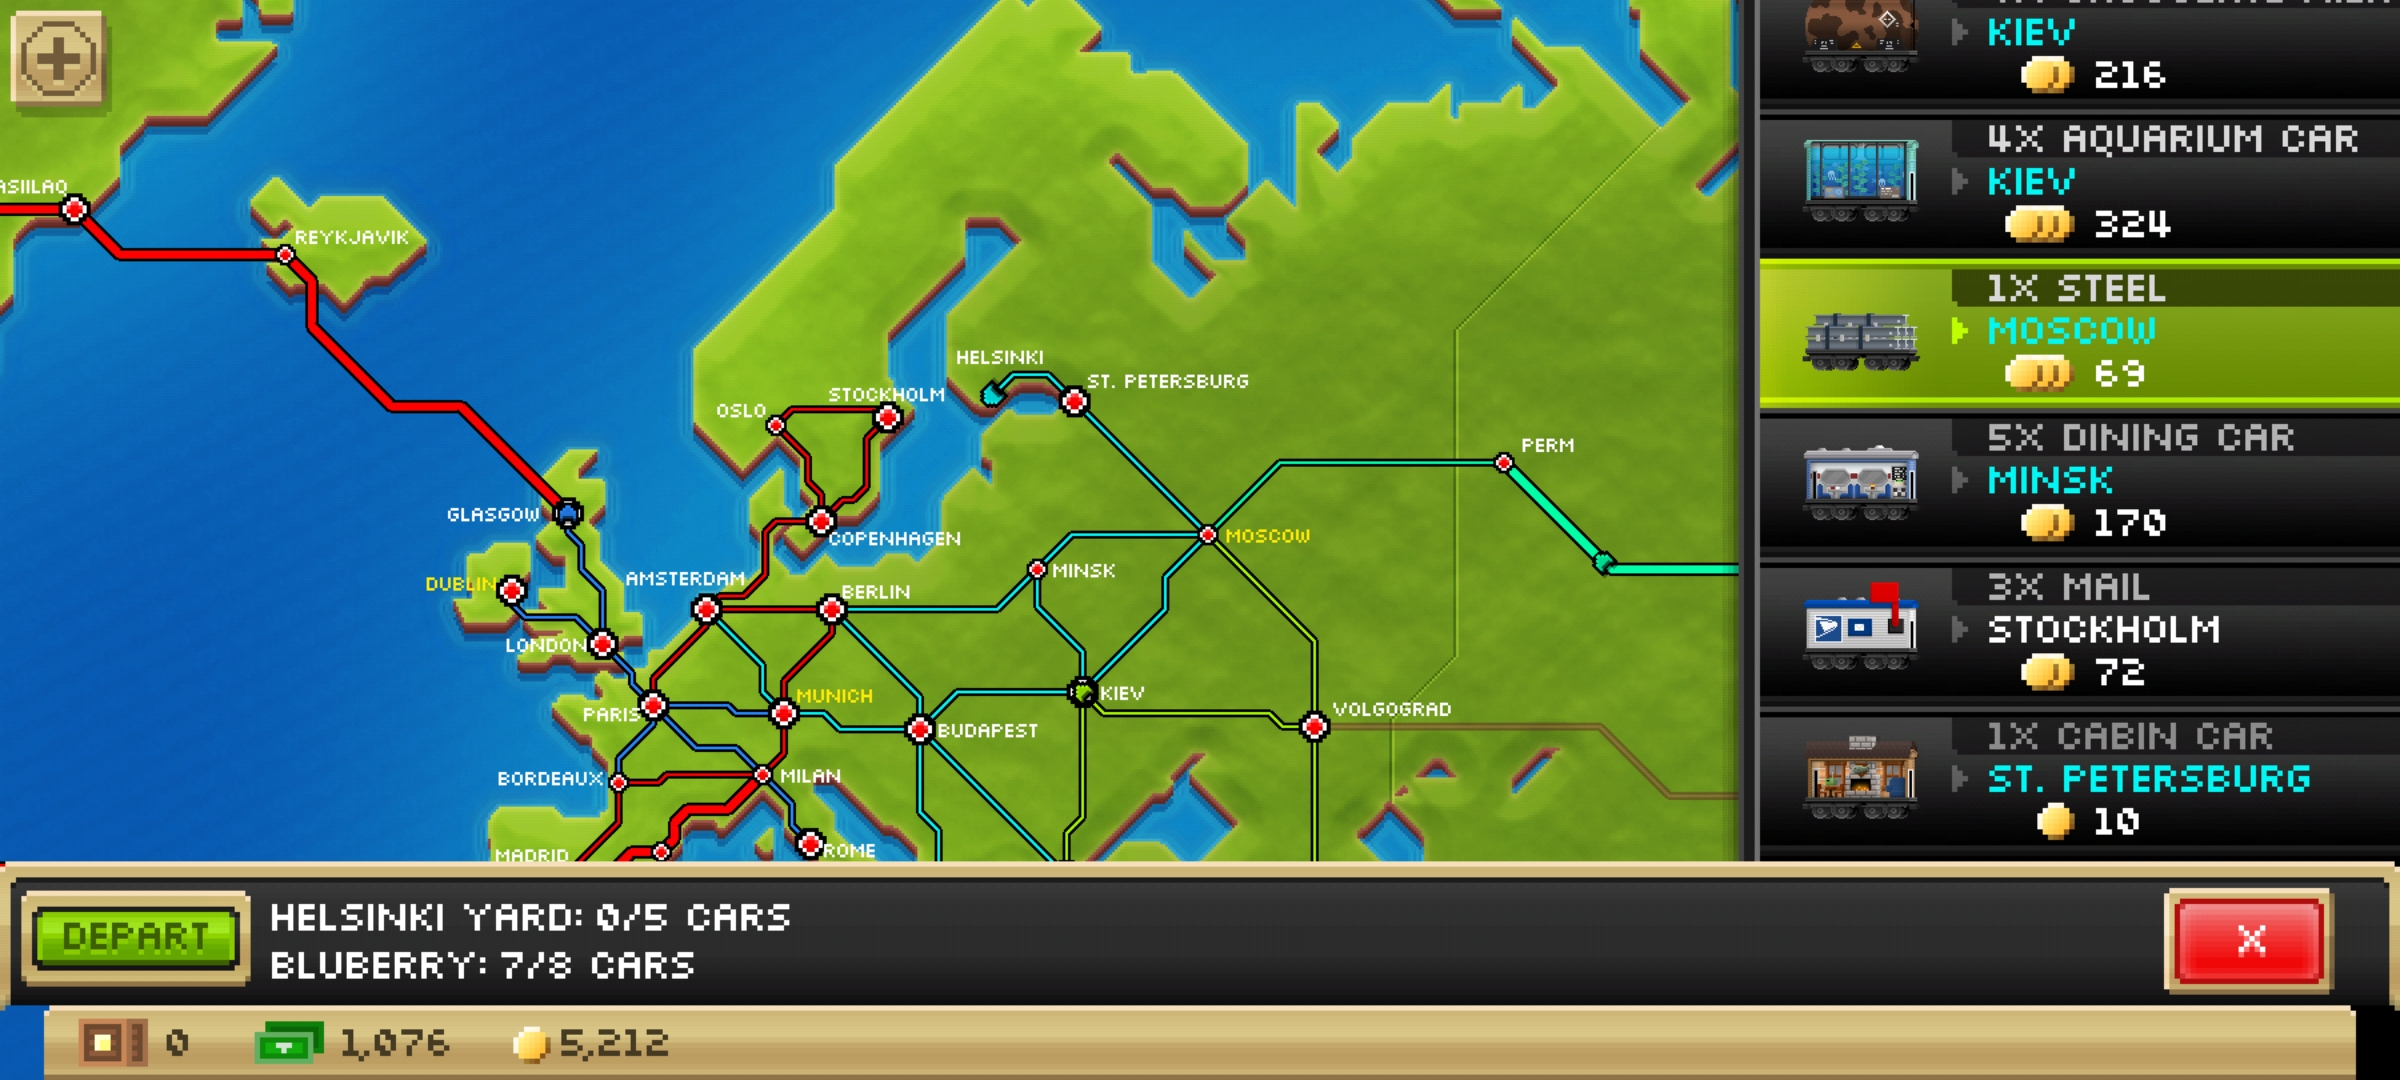 KIEV
216
4X AQUARIUM CAR
KIEV
324
1X STEEL
MOSCOW
69
5X DINING CAR
MINSK
170
3X MAIL
STOCKHOLM
72
1X CABIN CAR
ST. PETERSBURG
10
ASIILAQ
REYKJAVIK
HELSINKI
ST. PETERSBURG
STOCKHOLM
OSLO
PERM
GLASGOW
COPENHAGEN
MOSCOW
MINSK
DUBLIN
AMSTERDAM
BERLIN
LONDON
MUNICH
KIEV
PARIS
BUDAPEST
VOLGOGRAD
BORDEAUX
MILAN
MADRID
ROME
DEPART
HELSINKI YARD: 0/5 CARS
BLUBERRY: 7/8 CARS
X
0
1,076
5,212